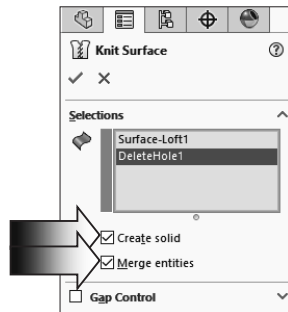 Knit Surface
Selections
Surface-Loft1
DeleteHole1
Create solid
Merge entities
Gap Control